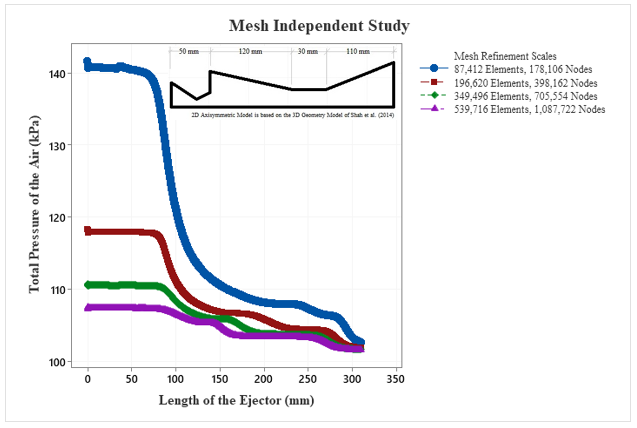 Mesh Independent Study
50 mm
120 mm
30 mm
110 mm
2D Axisymmetric Model is based on the 3D Geometry Model of Shah et al. (2014)
Mesh Refinement Scales
87,412 Elements, 178,106 Nodes
196,620 Elements, 398,162 Nodes
349,496 Elements, 705,554 Nodes
539,716 Elements, 1,087,722 Nodes
Total Pressure of the Air (kPa)
140
130
120
110
100
0 50 100 150 200 250 300 350
Length of the Ejector (mm)